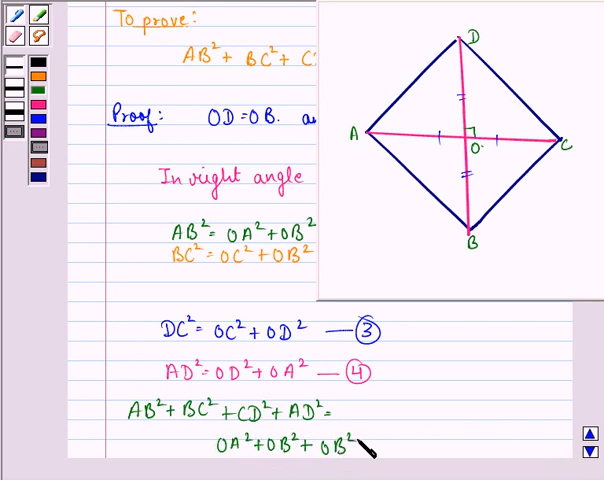 To prove:
AB² + BC² + C
Proof: OD=OB.
In right angle
AB² = OA² + OB²
BC² = OC² + OB²
DC² = OC² + OD² — ③
AD² = OD² + OA² — ④
AB² + BC² + CD² + AD² =
OA² + OB² + OB²
D
A
O
C
B